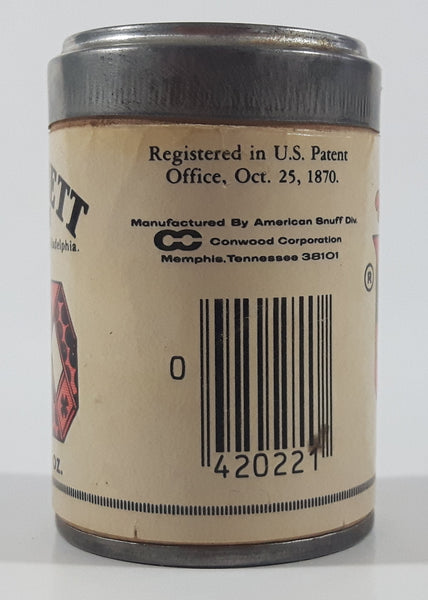 Registered in U.S. Patent
Office, Oct. 25, 1870.
Manufactured By American Snuff Div.
CC Conwood Corporation
Memphis, Tennessee 38101
ETT
adelphia.
®
oz.
0
420221